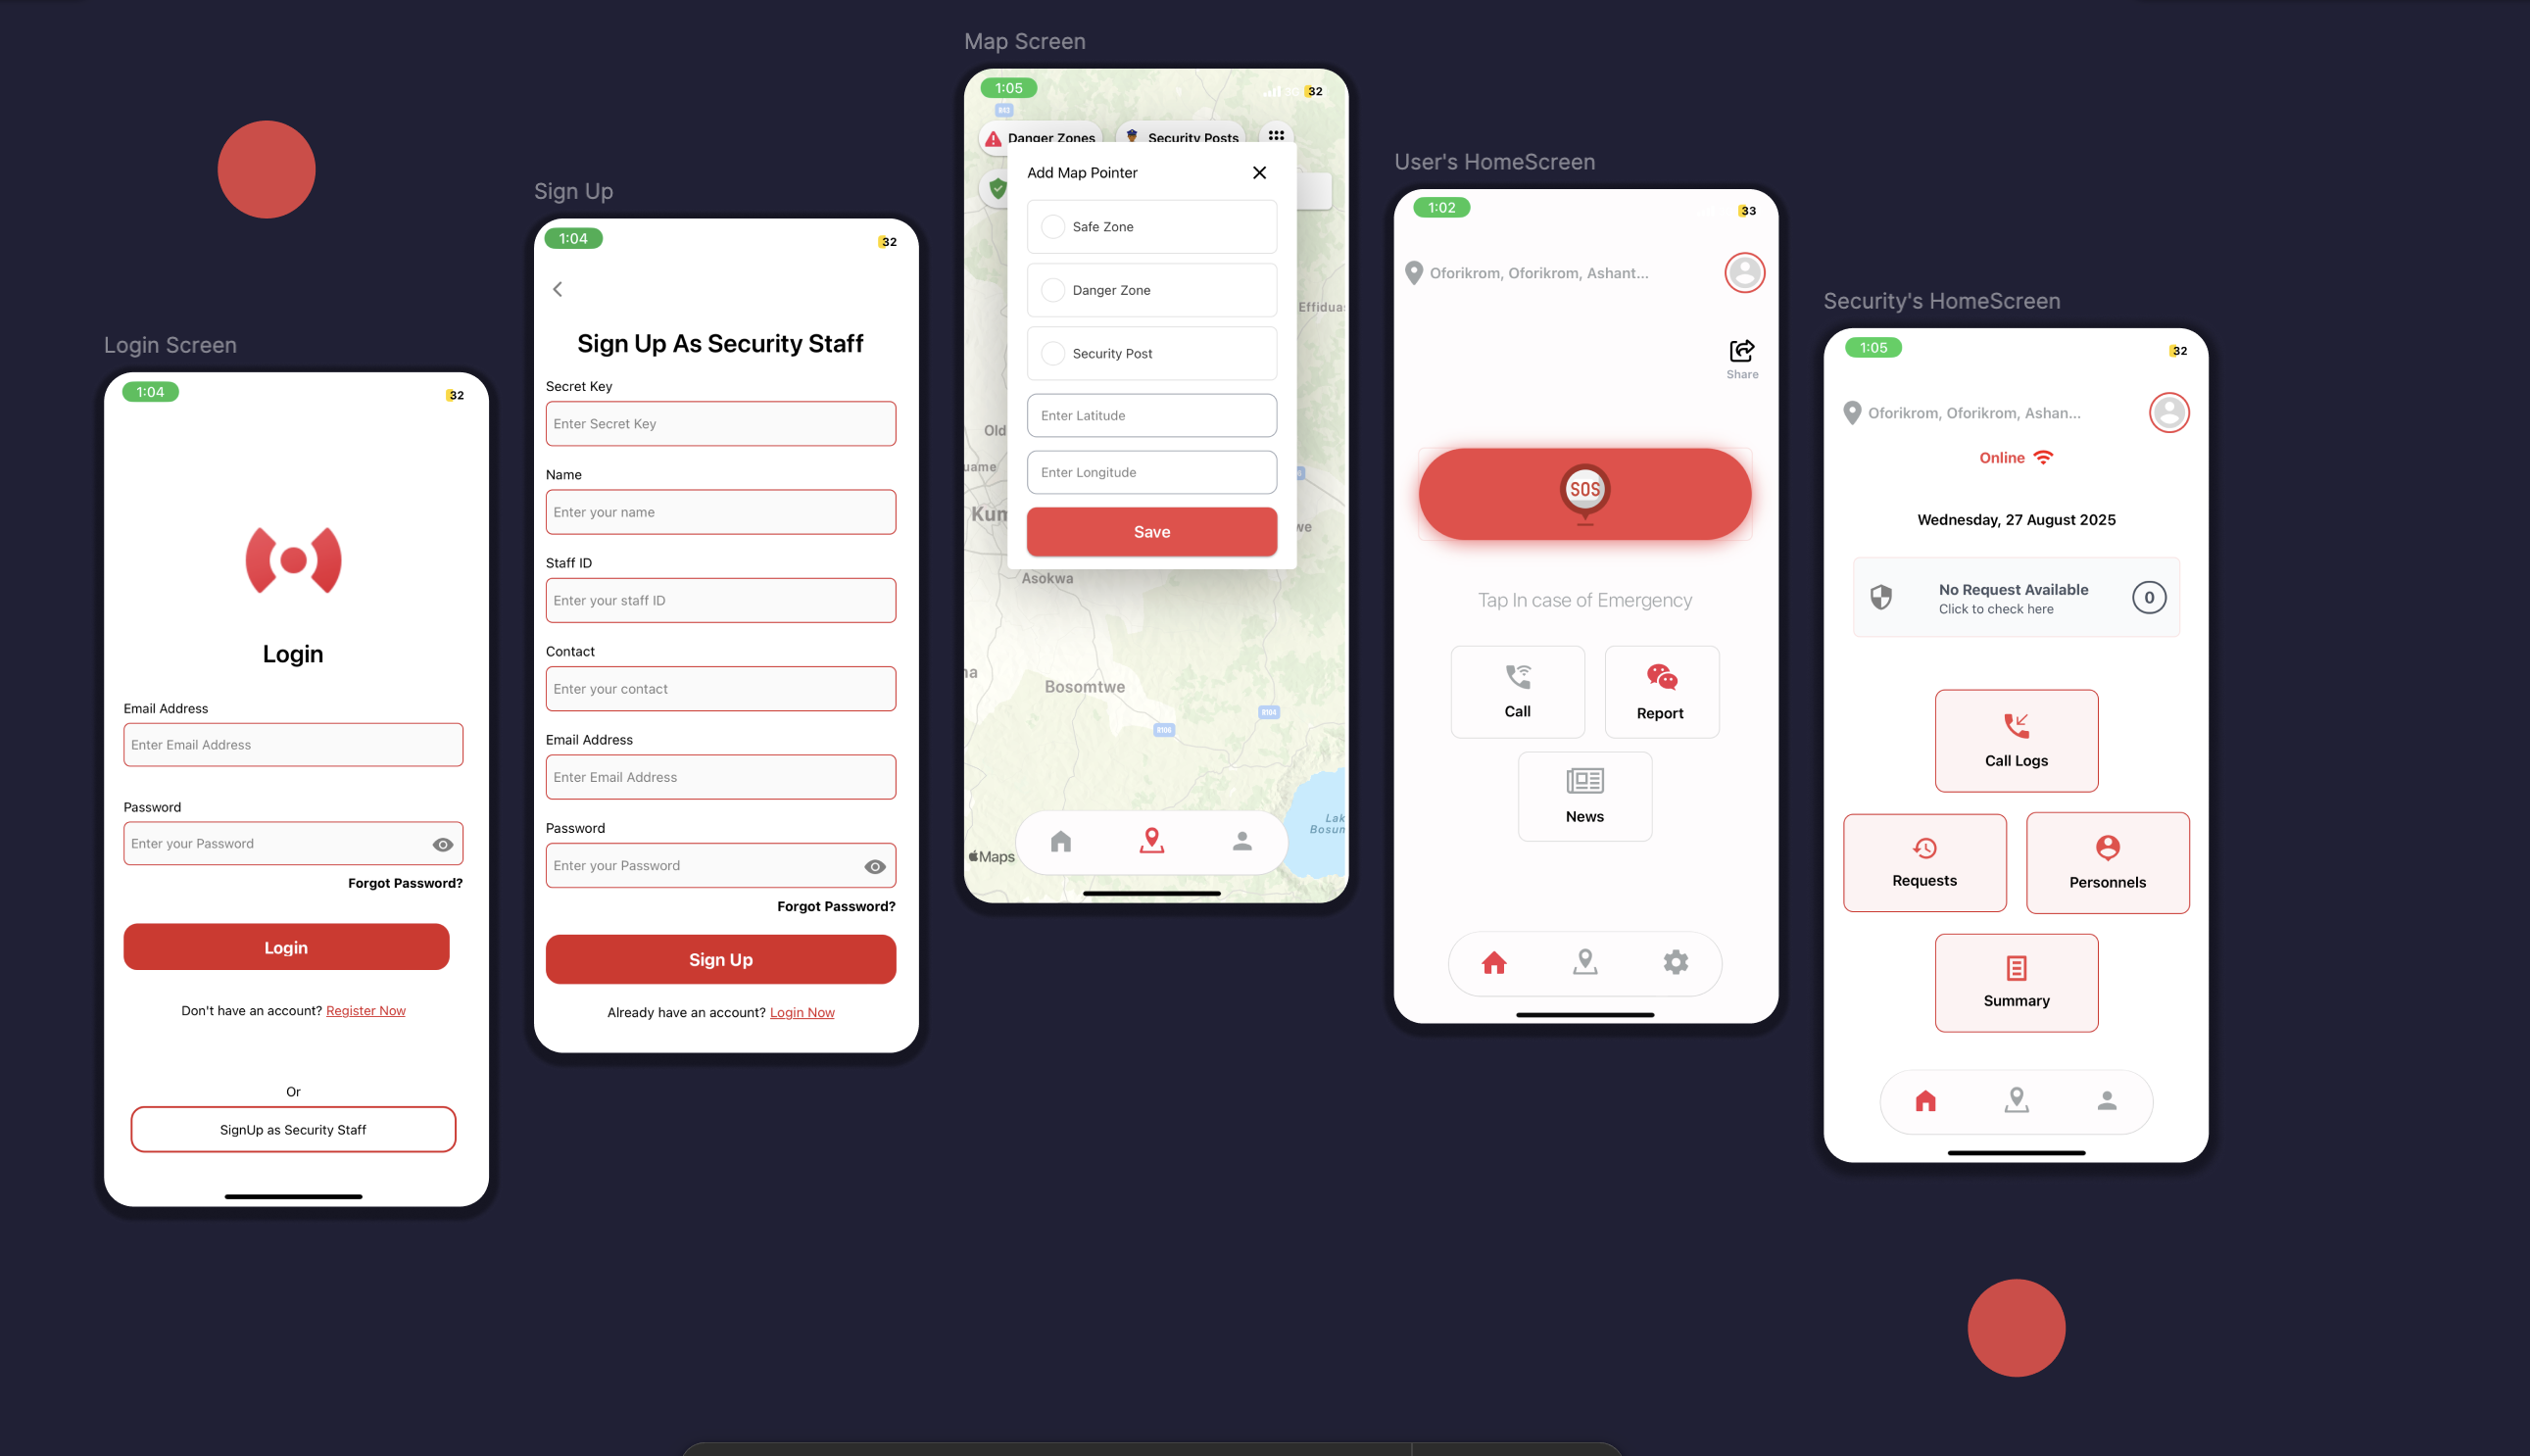 Login Screen
1:04
32
Login
Email Address
Enter Email Address
Password
Enter your Password
Forgot Password?
Login
Don't have an account? Register Now
Or
SignUp as Security Staff
Sign Up
1:04
32
Sign Up As Security Staff
Secret Key
Enter Secret Key
Name
Enter your name
Staff ID
Enter your staff ID
Contact
Enter your contact
Email Address
Enter Email Address
Password
Enter your Password
Forgot Password?
Sign Up
Already have an account? Login Now
Map Screen
1:05
32
Danger Zones
Security Posts
Add Map Pointer
Safe Zone
Danger Zone
Security Post
Enter Latitude
Enter Longitude
Save
Effidua
Old
uame
Kum
we
Asokwa
na
Bosomtwe
R106
Lak
Bosum
Maps
User's HomeScreen
1:02
33
Oforikrom, Oforikrom, Ashant...
Share
SOS
Tap In case of Emergency
Call
Report
News
Security's HomeScreen
1:05
32
Oforikrom, Oforikrom, Ashan...
Online
Wednesday, 27 August 2025
No Request Available
Click to check here
0
Call Logs
Requests
Personnels
Summary